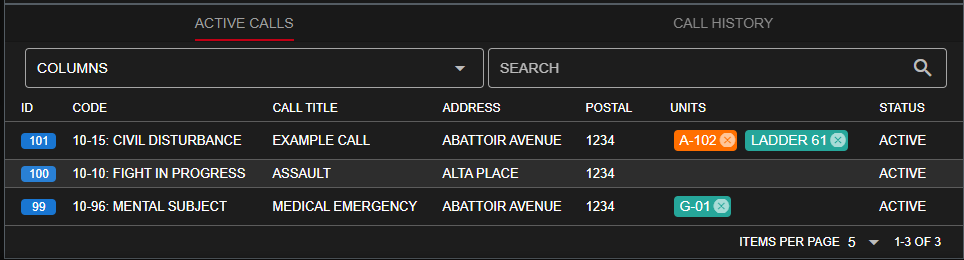 ACTIVE CALLS CALL HISTORY
COLUMNS SEARCH
ID CODE CALL TITLE ADDRESS POSTAL UNITS STATUS
101 10-15: CIVIL DISTURBANCE EXAMPLE CALL ABATTOIR AVENUE 1234 A-102 LADDER 61 ACTIVE
100 10-10: FIGHT IN PROGRESS ASSAULT ALTA PLACE 1234 ACTIVE
99 10-96: MENTAL SUBJECT MEDICAL EMERGENCY ABATTOIR AVENUE 1234 G-01 ACTIVE
ITEMS PER PAGE 5 1-3 OF 3